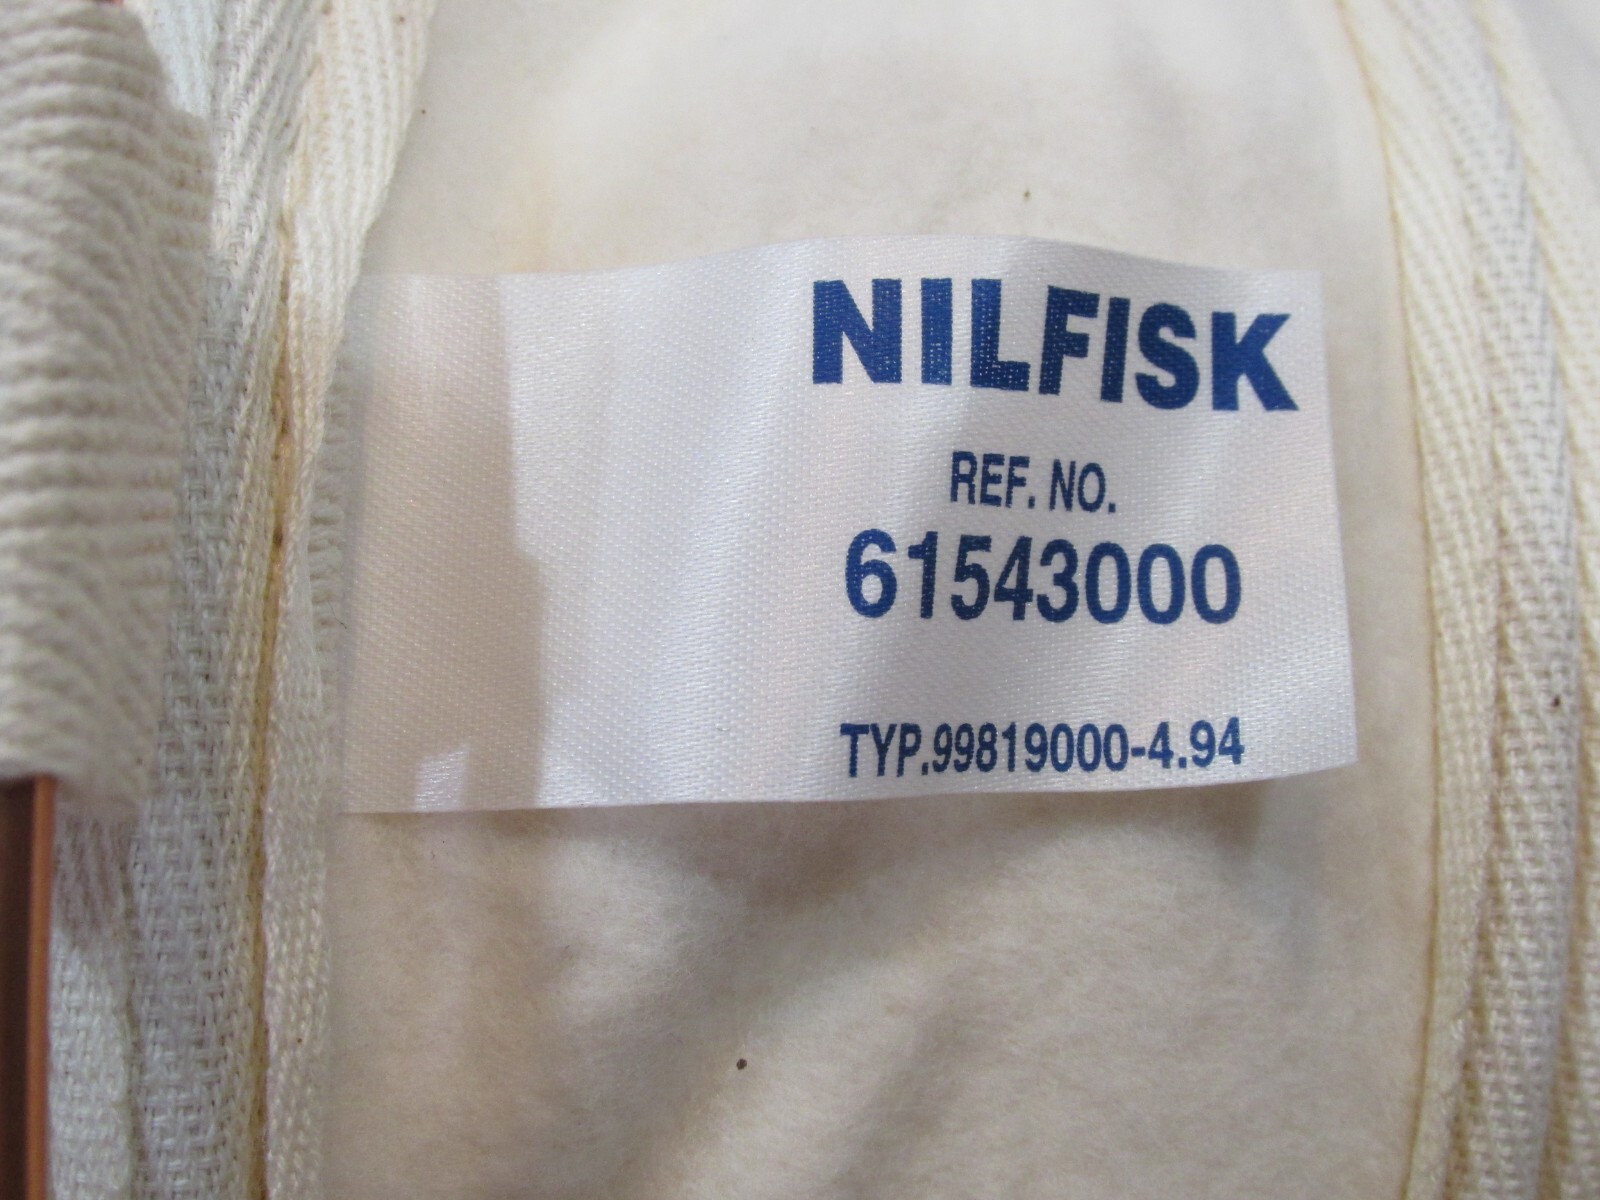 NILFISK
REF. NO.
61543000
TYP.99819000-4.94